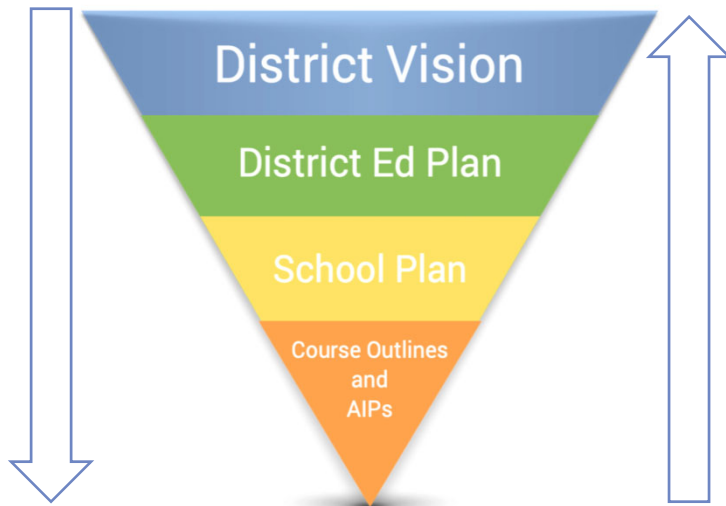 District Vision
District Ed Plan
School Plan
Course Outlines
and
AIPs